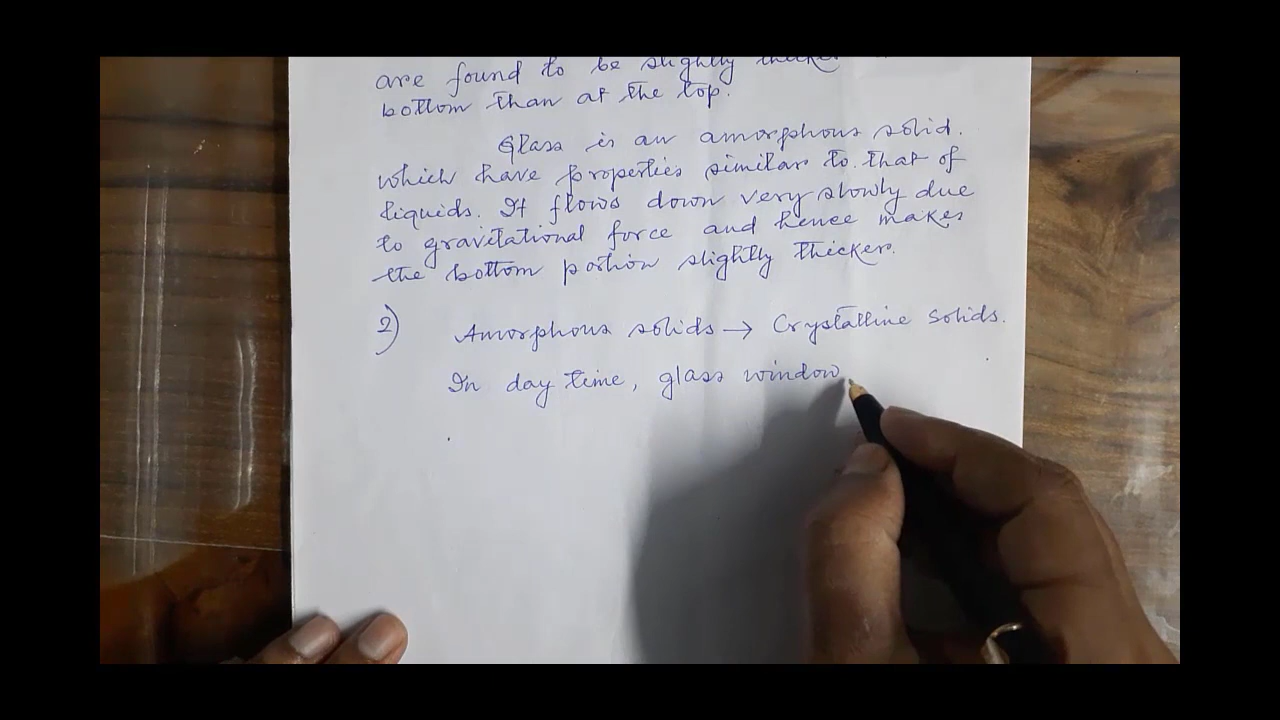 are found to be slightly thicker
bottom than at the top.
Glass is an amorphous solid.
which have properties similar to that of
liquids. It flows down very slowly due
to gravitational force and hence makes
the bottom portion slightly thicker.
2) Amorphous solids → Crystalline Solids.
In day time, glass window